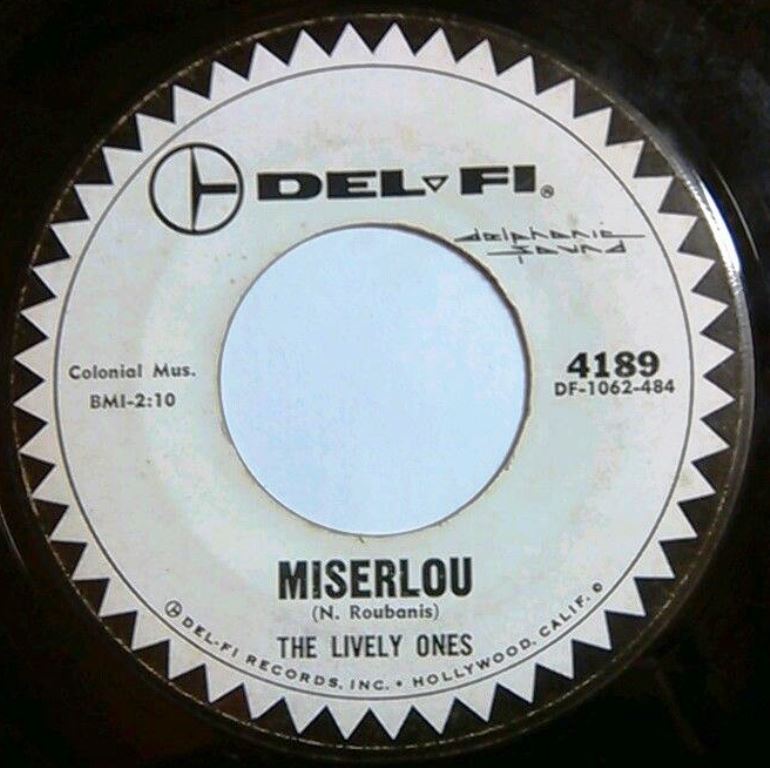 DEL▿FI®
delphonic
sound
Colonial Mus.
BMI-2:10
4189
DF-1062-484
MISERLOU
(N. Roubanis)
THE LIVELY ONES
DEL-FI RECORDS, INC. • HOLLYWOOD, CALIF. ©